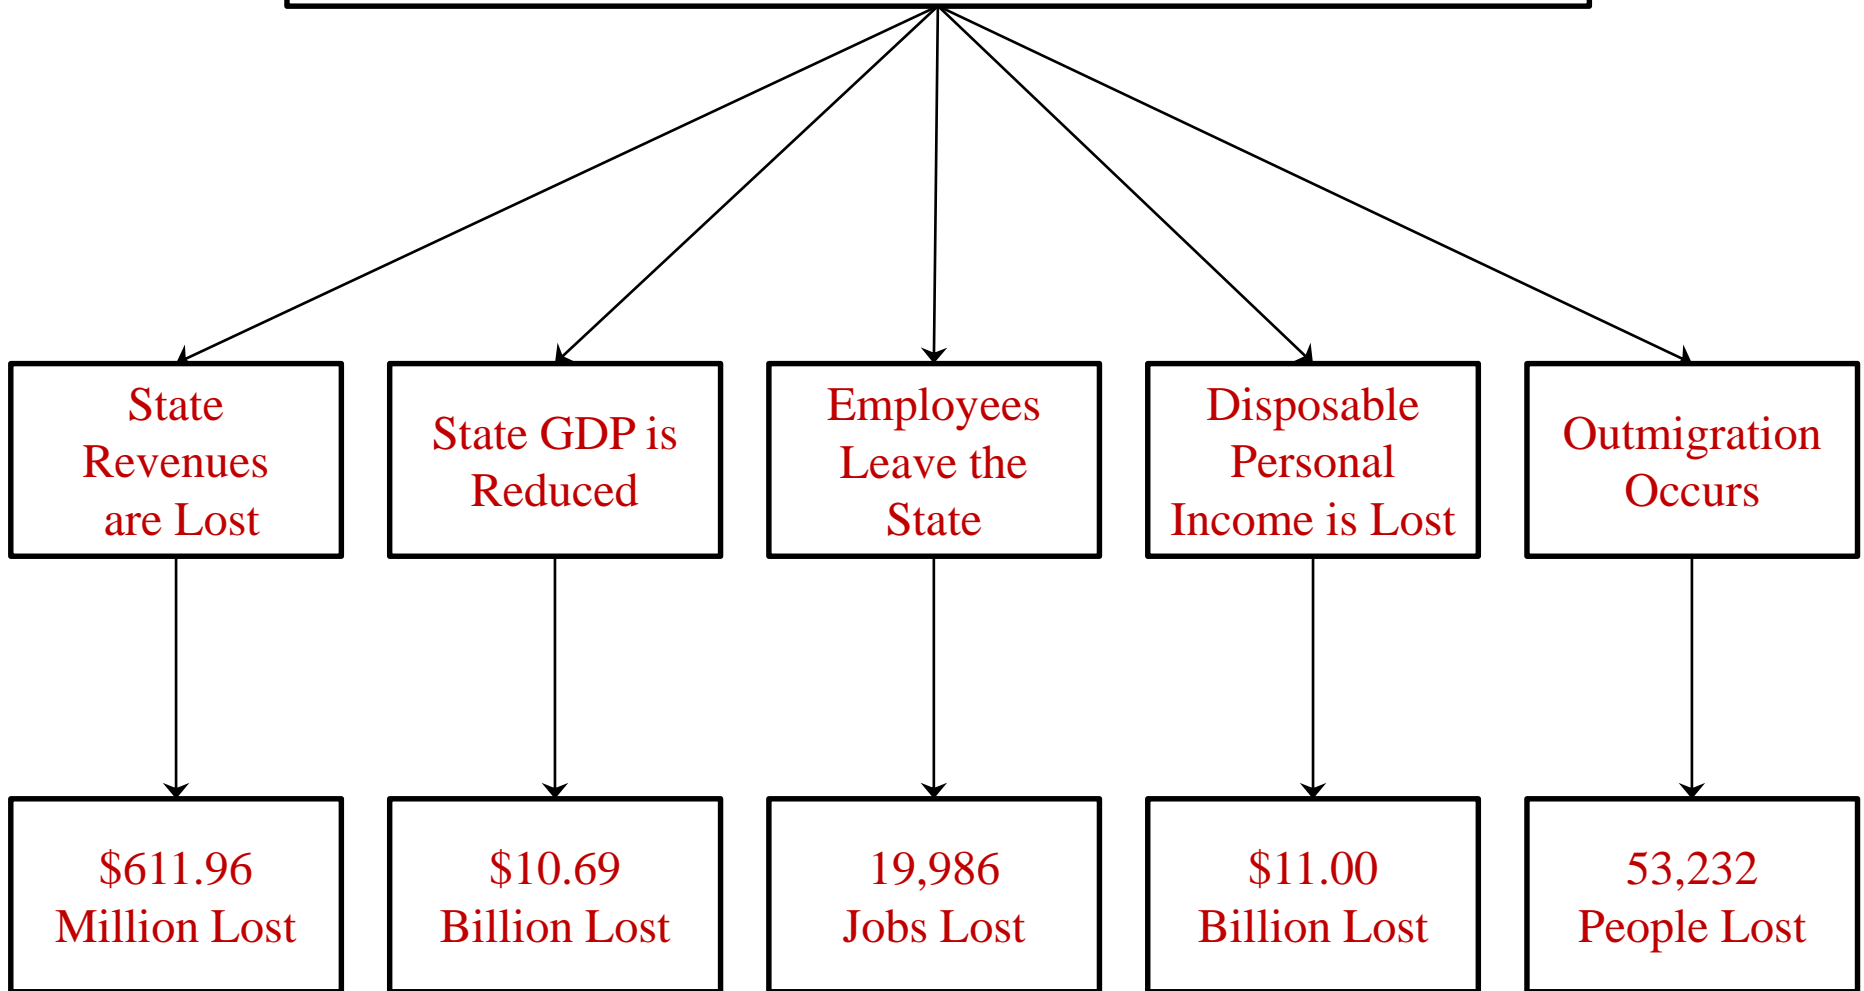 State
Revenues
are Lost
State GDP is
Reduced
Employees
Leave the
State
Disposable
Personal
Income is Lost
Outmigration
Occurs
$611.96
Million Lost
$10.69
Billion Lost
19,986
Jobs Lost
$11.00
Billion Lost
53,232
People Lost